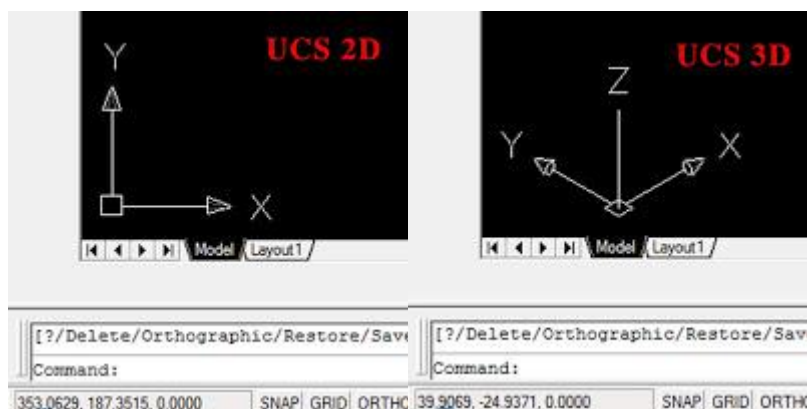 UCS 2D
Y
X
Model Layout1
[?/Delete/Orthographic/Restore/Save
Command:
353.0629, 187.3515, 0.0000 SNAP GRID ORTHO
UCS 3D
Z
Y X
Model Layout1
[?/Delete/Orthographic/Restore/Sav
Command:
39.9069, -24.9371, 0.0000 SNAP GRID ORTHO